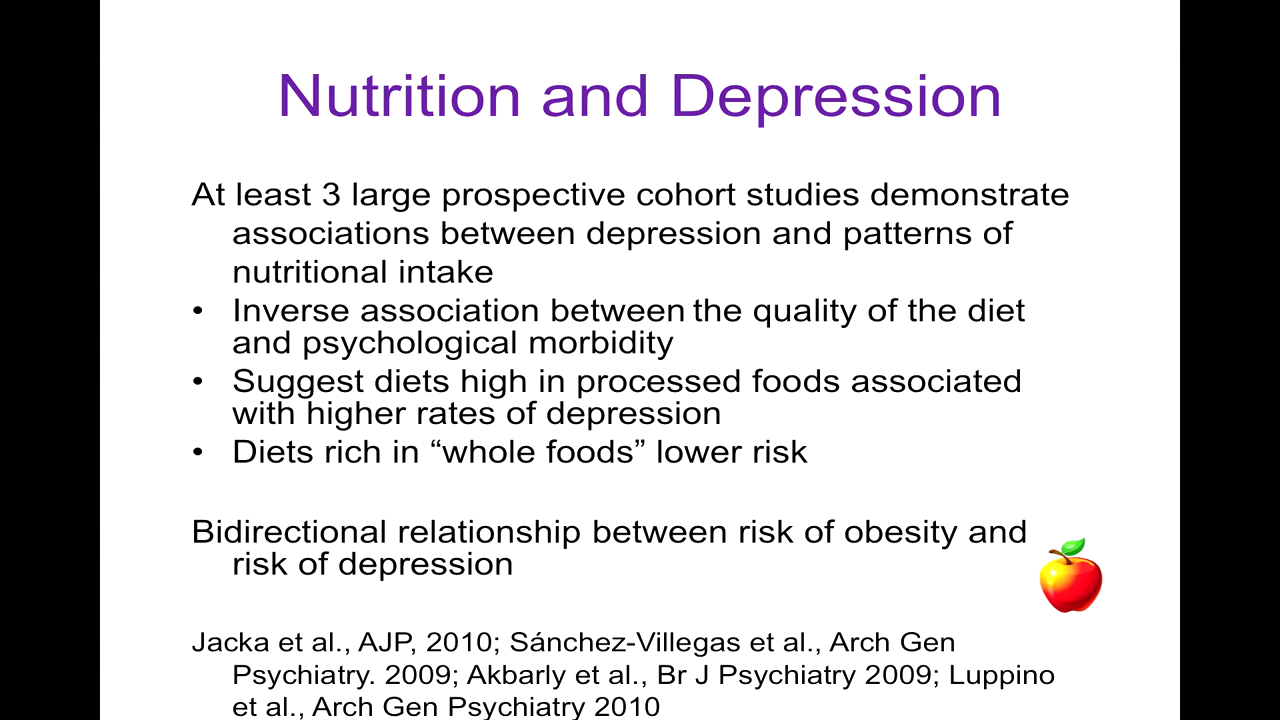 Nutrition and Depression
At least 3 large prospective cohort studies demonstrate
associations between depression and patterns of
nutritional intake
• Inverse association between the quality of the diet
and psychological morbidity
• Suggest diets high in processed foods associated
with higher rates of depression
• Diets rich in “whole foods” lower risk
Bidirectional relationship between risk of obesity and
risk of depression
Jacka et al., AJP, 2010; Sánchez-Villegas et al., Arch Gen
Psychiatry. 2009; Akbarly et al., Br J Psychiatry 2009; Luppino
et al., Arch Gen Psychiatry 2010